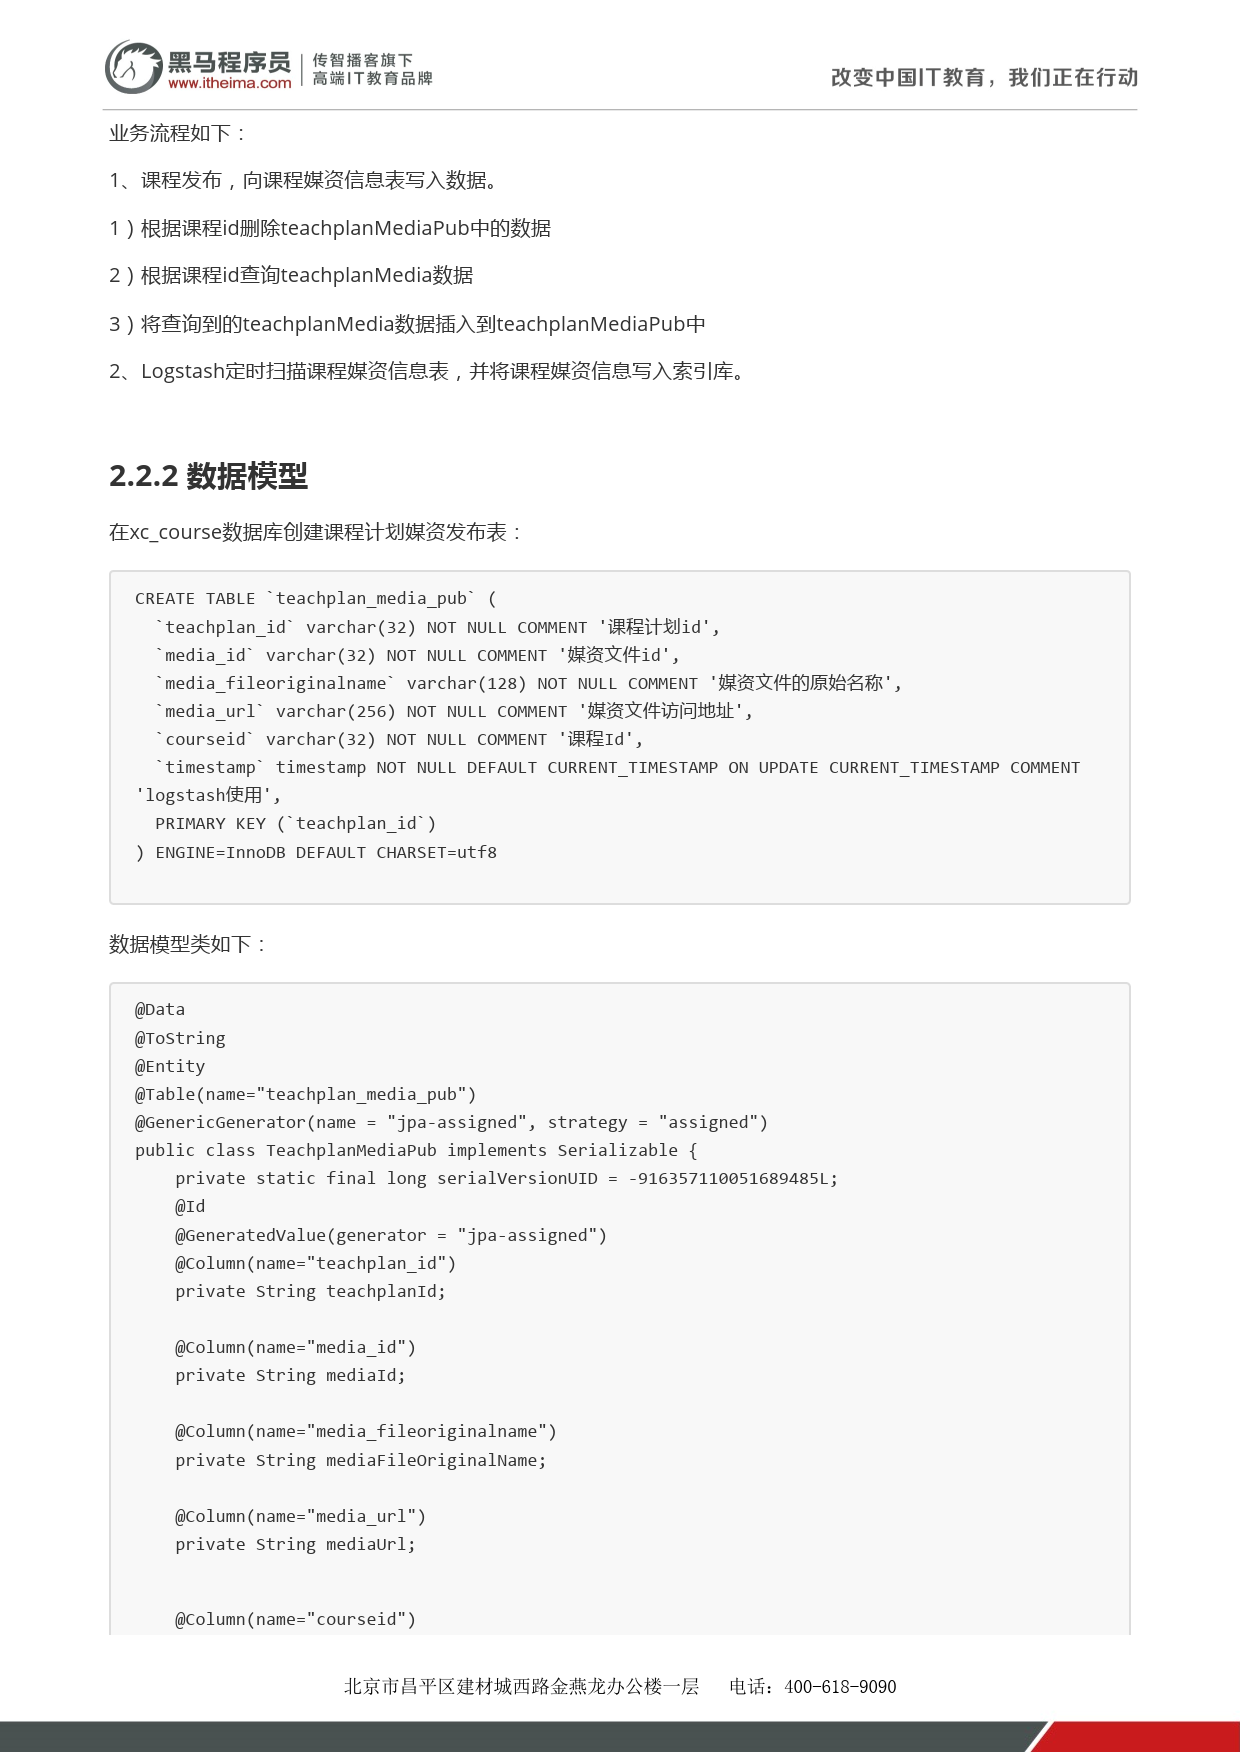 黑马程序员
www.itheima.com
传智播客旗下
高端IT教育品牌
改变中国IT教育，我们正在行动
业务流程如下：
1、课程发布，向课程媒资信息表写入数据。
1）根据课程id删除teachplanMediaPub中的数据
2）根据课程id查询teachplanMedia数据
3）将查询到的teachplanMedia数据插入到teachplanMediaPub中
2、Logstash定时扫描课程媒资信息表，并将课程媒资信息写入索引库。
2.2.2 数据模型
在xc_course数据库创建课程计划媒资发布表：
CREATE TABLE `teachplan_media_pub` (
  `teachplan_id` varchar(32) NOT NULL COMMENT '课程计划id',
  `media_id` varchar(32) NOT NULL COMMENT '媒资文件id',
  `media_fileoriginalname` varchar(128) NOT NULL COMMENT '媒资文件的原始名称',
  `media_url` varchar(256) NOT NULL COMMENT '媒资文件访问地址',
  `courseid` varchar(32) NOT NULL COMMENT '课程Id',
  `timestamp` timestamp NOT NULL DEFAULT CURRENT_TIMESTAMP ON UPDATE CURRENT_TIMESTAMP COMMENT
'logstash使用',
  PRIMARY KEY (`teachplan_id`)
) ENGINE=InnoDB DEFAULT CHARSET=utf8
数据模型类如下：
@Data
@ToString
@Entity
@Table(name="teachplan_media_pub")
@GenericGenerator(name = "jpa-assigned", strategy = "assigned")
public class TeachplanMediaPub implements Serializable {
    private static final long serialVersionUID = -916357110051689485L;
    @Id
    @GeneratedValue(generator = "jpa-assigned")
    @Column(name="teachplan_id")
    private String teachplanId;
    @Column(name="media_id")
    private String mediaId;
    @Column(name="media_fileoriginalname")
    private String mediaFileOriginalName;
    @Column(name="media_url")
    private String mediaUrl;
    @Column(name="courseid")
北京市昌平区建材城西路金燕龙办公楼一层 电话：400-618-9090